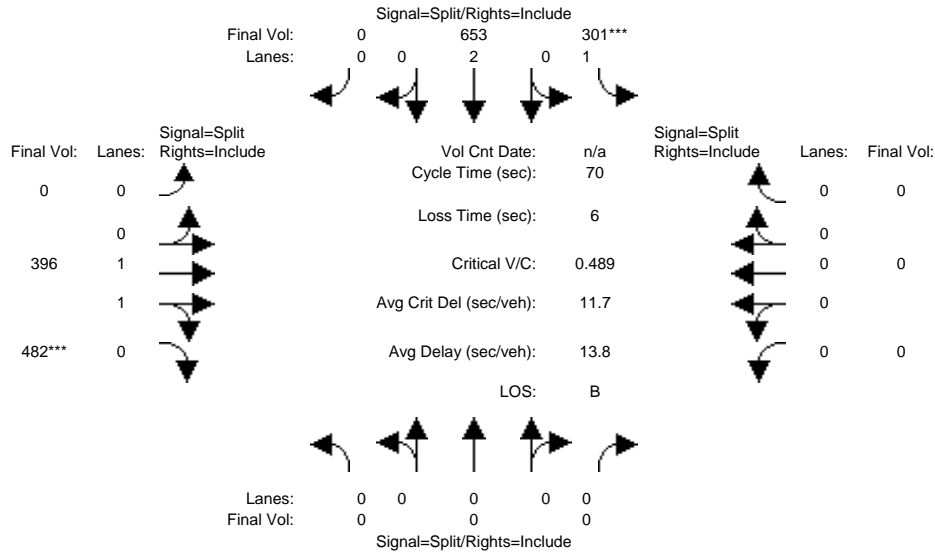 Signal=Split/Rights=Include
Final Vol: 0 653 301***
Lanes: 0 0 2 0 1
Signal=Split
Final Vol: Lanes: Rights=Include
Vol Cnt Date: n/a
Signal=Split
Rights=Include Lanes: Final Vol:
Cycle Time (sec): 70
0 0
0 0
Loss Time (sec): 6
0
0
396 1
Critical V/C: 0.489
0 0
1
Avg Crit Del (sec/veh): 11.7
0
482*** 0
Avg Delay (sec/veh): 13.8
0 0
LOS: B
Lanes: 0 0 0 0 0
Final Vol: 0 0 0
Signal=Split/Rights=Include